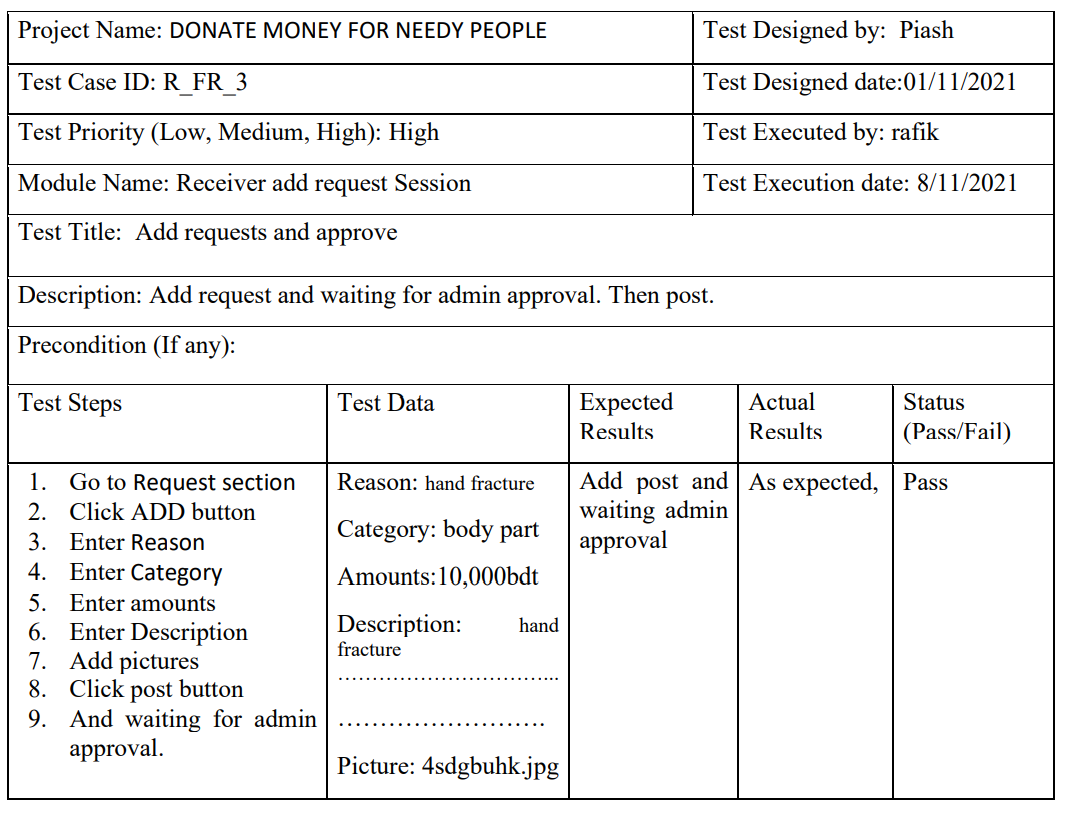 Project Name: DONATE MONEY FOR NEEDY PEOPLE
Test Designed by: Piash
Test Case ID: R_FR_3
Test Designed date:01/11/2021
Test Priority (Low, Medium, High): High
Test Executed by: rafik
Module Name: Receiver add request Session
Test Execution date: 8/11/2021
Test Title: Add requests and approve
Description: Add request and waiting for admin approval. Then post.
Precondition (If any):
Test Steps
Test Data
Expected
Results
Actual
Results
Status
(Pass/Fail)
1. Go to Request section
2. Click ADD button
3. Enter Reason
4. Enter Category
5. Enter amounts
6. Enter Description
7. Add pictures
8. Click post button
9. And waiting for admin
approval.
Reason: hand fracture
Category: body part
Amounts:10,000bdt
Description: hand
fracture
……………………………...
…………………….
Picture: 4sdgbuhk.jpg
Add post and
waiting admin
approval
As expected,
Pass